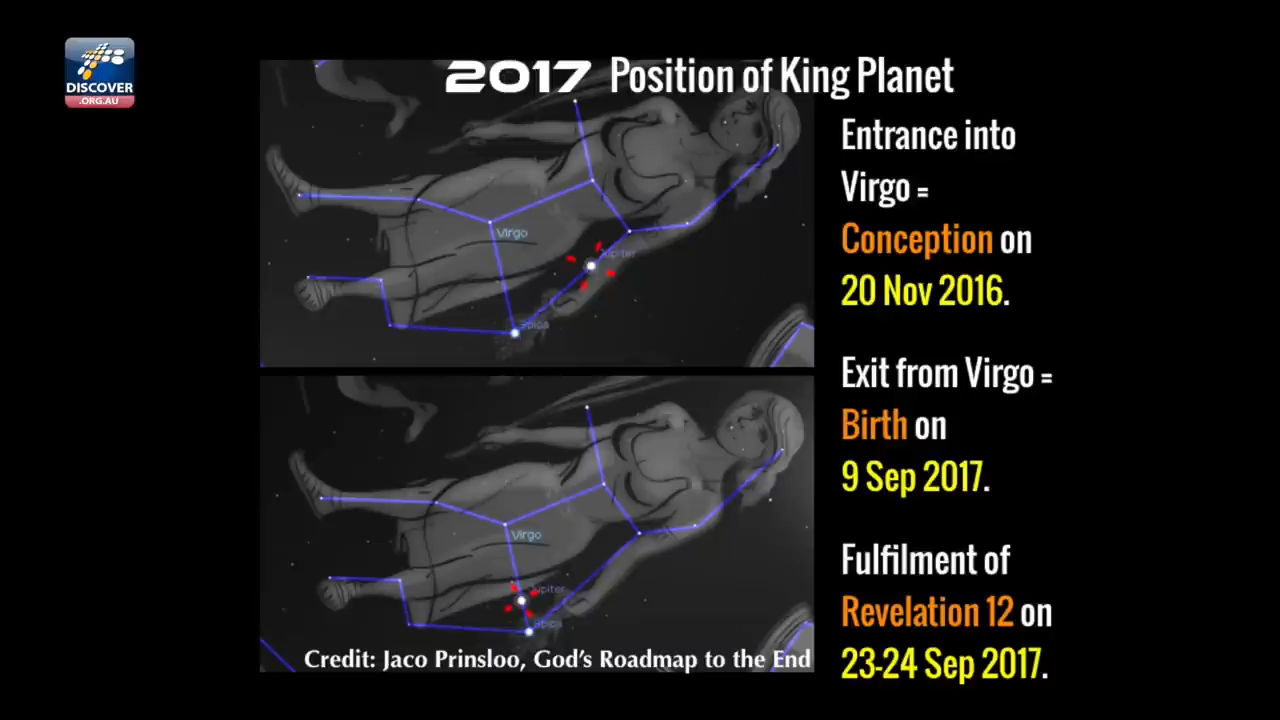 DISCOVER
.ORG.AU
2017 Position of King Planet
Virgo
Jupiter
Spica
Virgo
Jupiter
Spica
Credit: Jaco Prinsloo, God's Roadmap to the End
Entrance into
Virgo =
Conception on
20 Nov 2016.
Exit from Virgo =
Birth on
9 Sep 2017.
Fulfilment of
Revelation 12 on
23-24 Sep 2017.